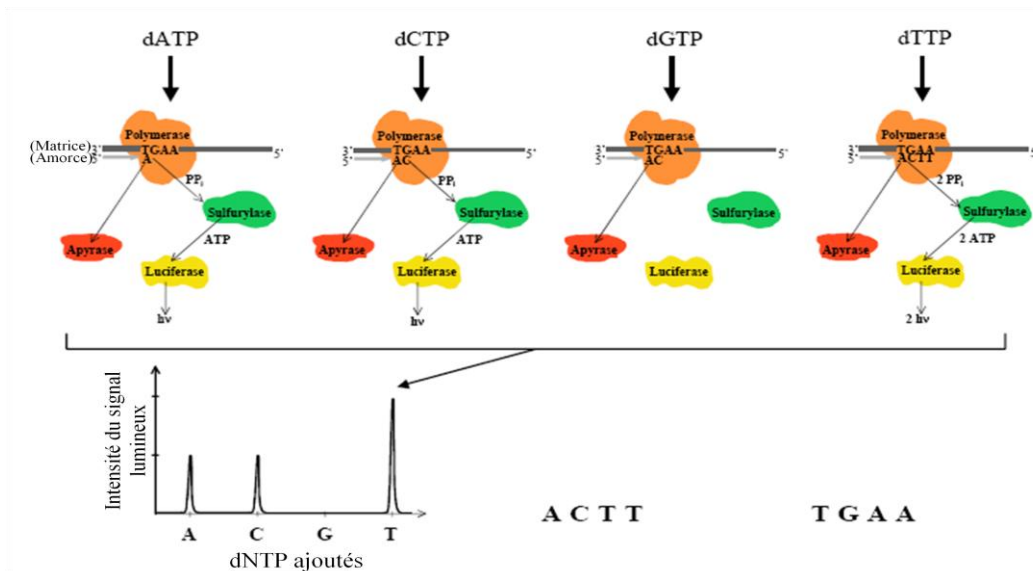 dATP
dCTP
dGTP
dTTP
Polymerase
(Matrice) 3' TGAA 5'
(Amorce) 5' A
PPi
Sulfurylase
ATP
Apyrase
Luciferase
hν
Polymerase
3' TGAA 5'
5' AC
PPi
Sulfurylase
ATP
Apyrase
Luciferase
hν
Polymerase
3' TGAA 5'
5' AC
Sulfurylase
Apyrase
Luciferase
Polymerase
3' TGAA 5'
5' ACTT
2 PPi
Sulfurylase
2 ATP
Apyrase
Luciferase
2 hν
Intensité du signal
lumineux
A C G T
dNTP ajoutés
A C T T
T G A A